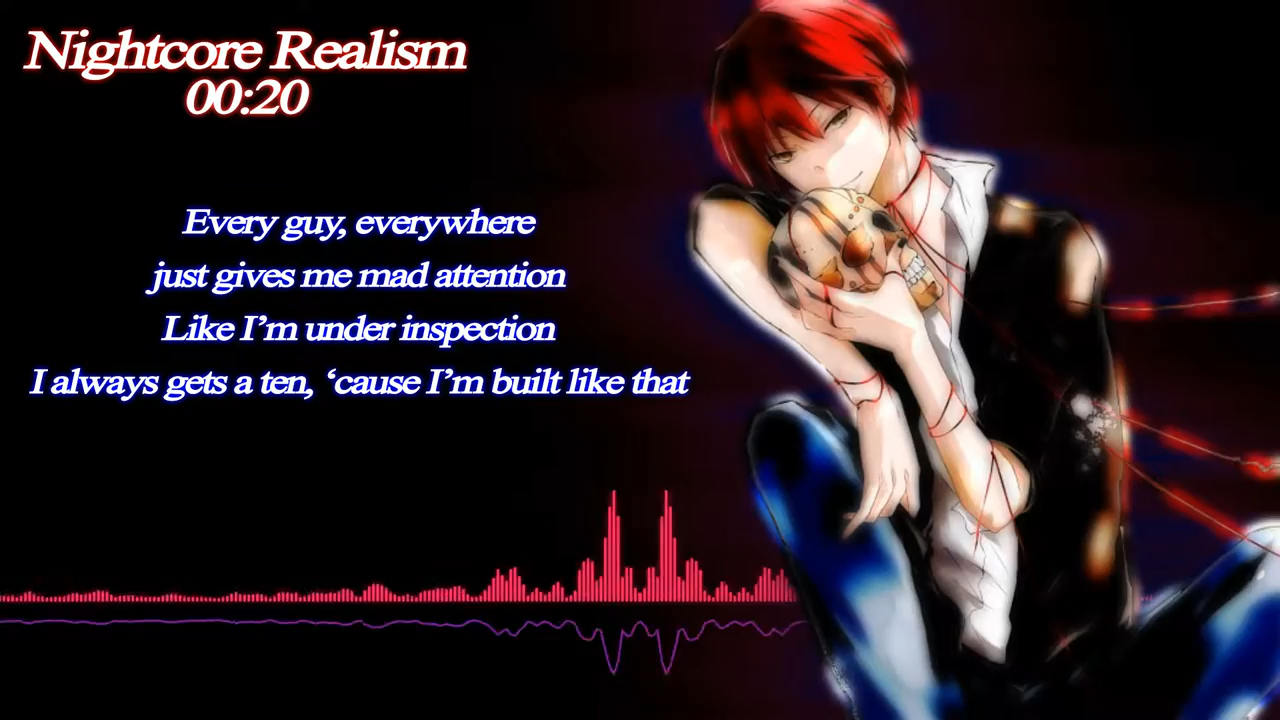 Nightcore Realism
00:20
Every guy, everywhere
just gives me mad attention
Like I’m under inspection
I always gets a ten, ‘cause I’m built like that